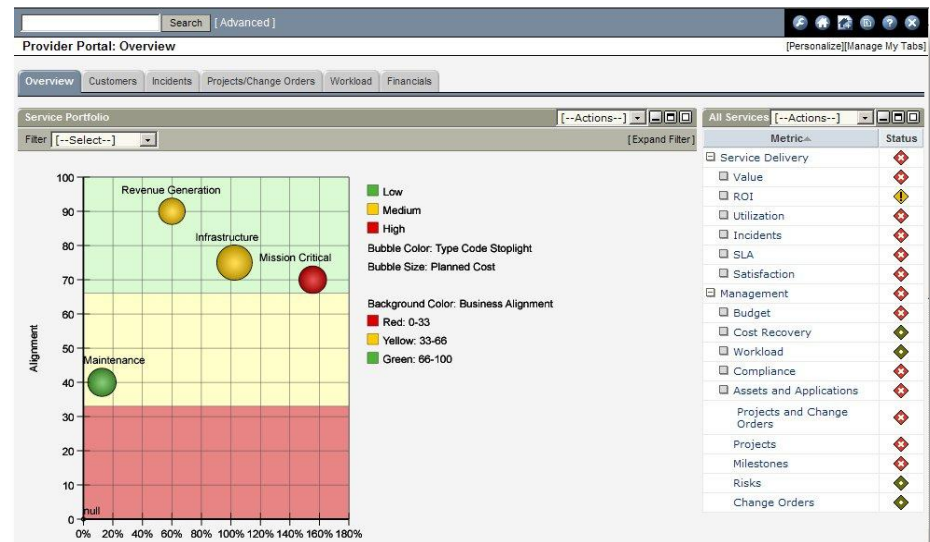 Search [ Advanced ]
Provider Portal: Overview
[Personalize][Manage My Tabs]
Overview Customers Incidents Projects/Change Orders Workload Financials
Service Portfolio
[--Actions--]
Filter [--Select--]
[Expand Filter]
100
90
80
70
60
50
40
30
20
10
0
Alignment
Revenue Generation
Infrastructure
Mission Critical
Maintenance
null
0% 20% 40% 60% 80% 100% 120% 140% 160% 180%
Low
Medium
High
Bubble Color: Type Code Stoplight
Bubble Size: Planned Cost
Background Color: Business Alignment
Red: 0-33
Yellow: 33-66
Green: 66-100
All Services [--Actions--]
Metric Status
Service Delivery
Value
ROI
Utilization
Incidents
SLA
Satisfaction
Management
Budget
Cost Recovery
Workload
Compliance
Assets and Applications
Projects and Change
Orders
Projects
Milestones
Risks
Change Orders